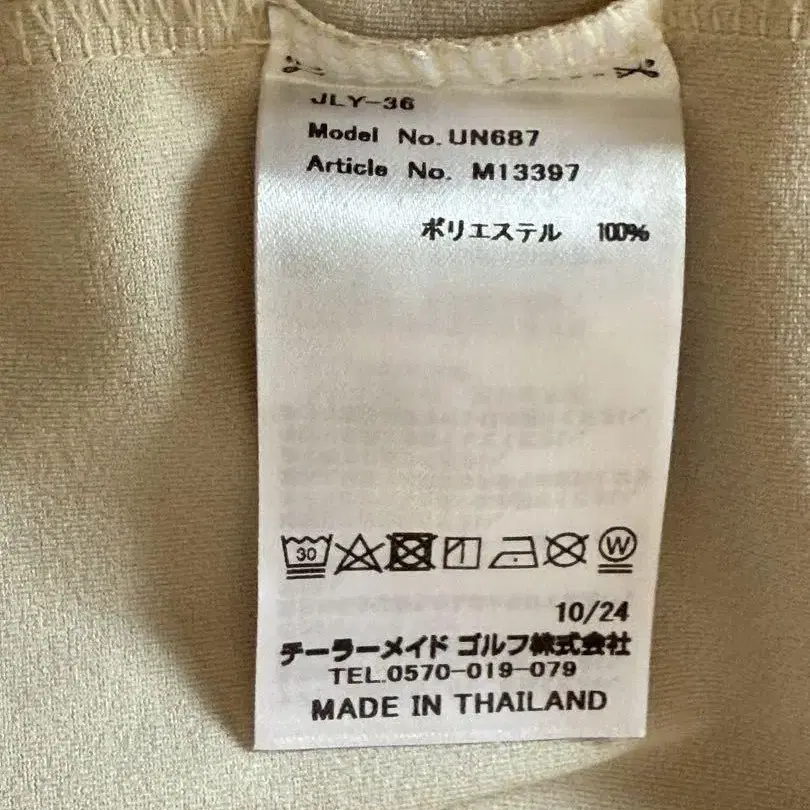 JLY-36
Model No. UN687
Article No. M13397
ポリエステル 100%
30
W
10/24
テーラーメイド ゴルフ株式会社
TEL.0570-019-079
MADE IN THAILAND